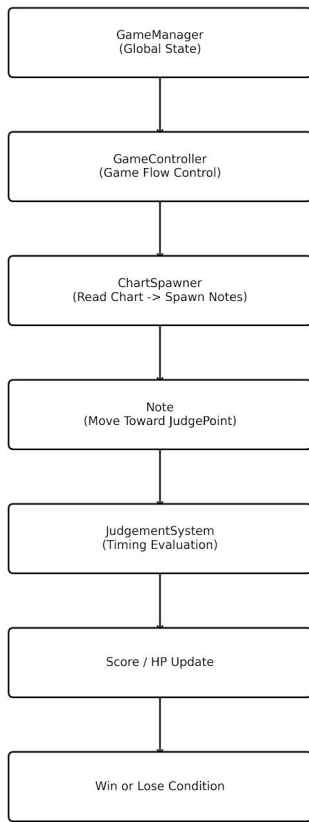 GameManager
(Global State)
GameController
(Game Flow Control)
ChartSpawner
(Read Chart -> Spawn Notes)
Note
(Move Toward JudgePoint)
JudgementSystem
(Timing Evaluation)
Score / HP Update
Win or Lose Condition